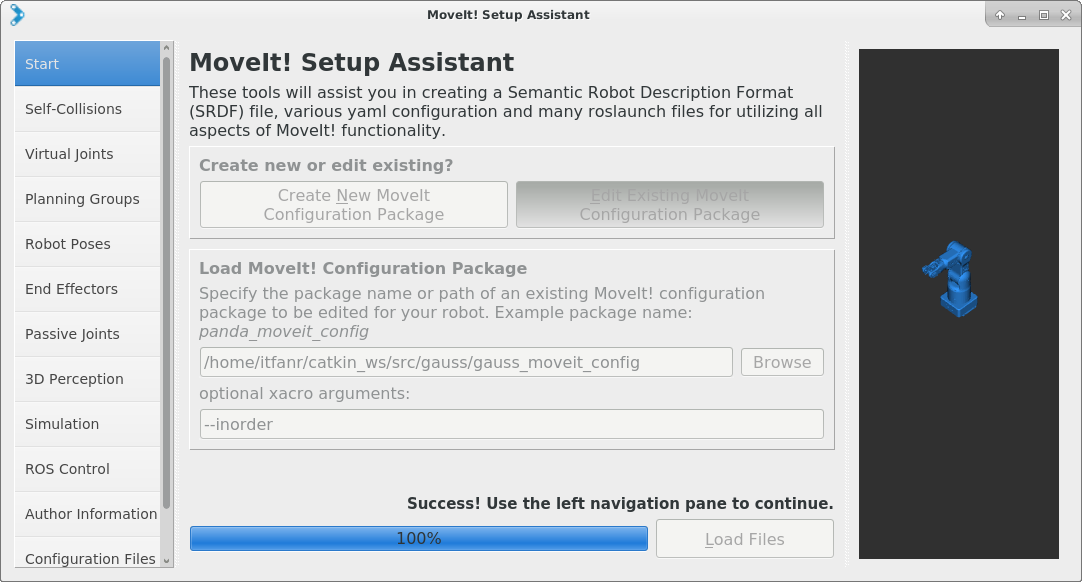 MoveIt! Setup Assistant
Start
Self-Collisions
Virtual Joints
Planning Groups
Robot Poses
End Effectors
Passive Joints
3D Perception
Simulation
ROS Control
Author Information
Configuration Files
MoveIt! Setup Assistant
These tools will assist you in creating a Semantic Robot Description Format
(SRDF) file, various yaml configuration and many roslaunch files for utilizing all
aspects of MoveIt! functionality.
Create new or edit existing?
Create New MoveIt
Configuration Package
Edit Existing MoveIt
Configuration Package
Load MoveIt! Configuration Package
Specify the package name or path of an existing MoveIt! configuration
package to be edited for your robot. Example package name:
panda_moveit_config
/home/itfanr/catkin_ws/src/gauss/gauss_moveit_config
Browse
optional xacro arguments:
--inorder
Success! Use the left navigation pane to continue.
100%
Load Files